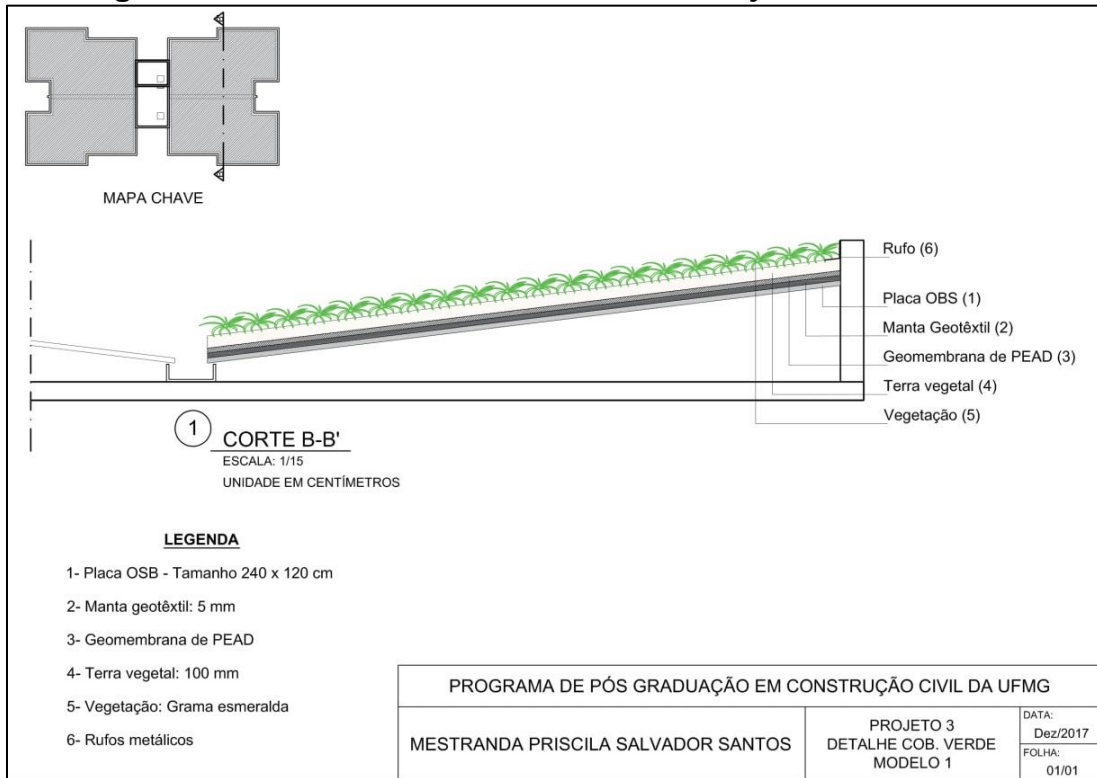 MAPA CHAVE
Rufo (6)
Placa OBS (1)
Manta Geotêxtil (2)
Geomembrana de PEAD (3)
Terra vegetal (4)
Vegetação (5)
1
CORTE B-B'
ESCALA: 1/15
UNIDADE EM CENTÍMETROS
LEGENDA
1- Placa OSB - Tamanho 240 x 120 cm
2- Manta geotêxtil: 5 mm
3- Geomembrana de PEAD
4- Terra vegetal: 100 mm
5- Vegetação: Grama esmeralda
6- Rufos metálicos
PROGRAMA DE PÓS GRADUAÇÃO EM CONSTRUÇÃO CIVIL DA UFMG
MESTRANDA PRISCILA SALVADOR SANTOS
PROJETO 3
DETALHE COB. VERDE
MODELO 1
DATA:
Dez/2017
FOLHA:
01/01